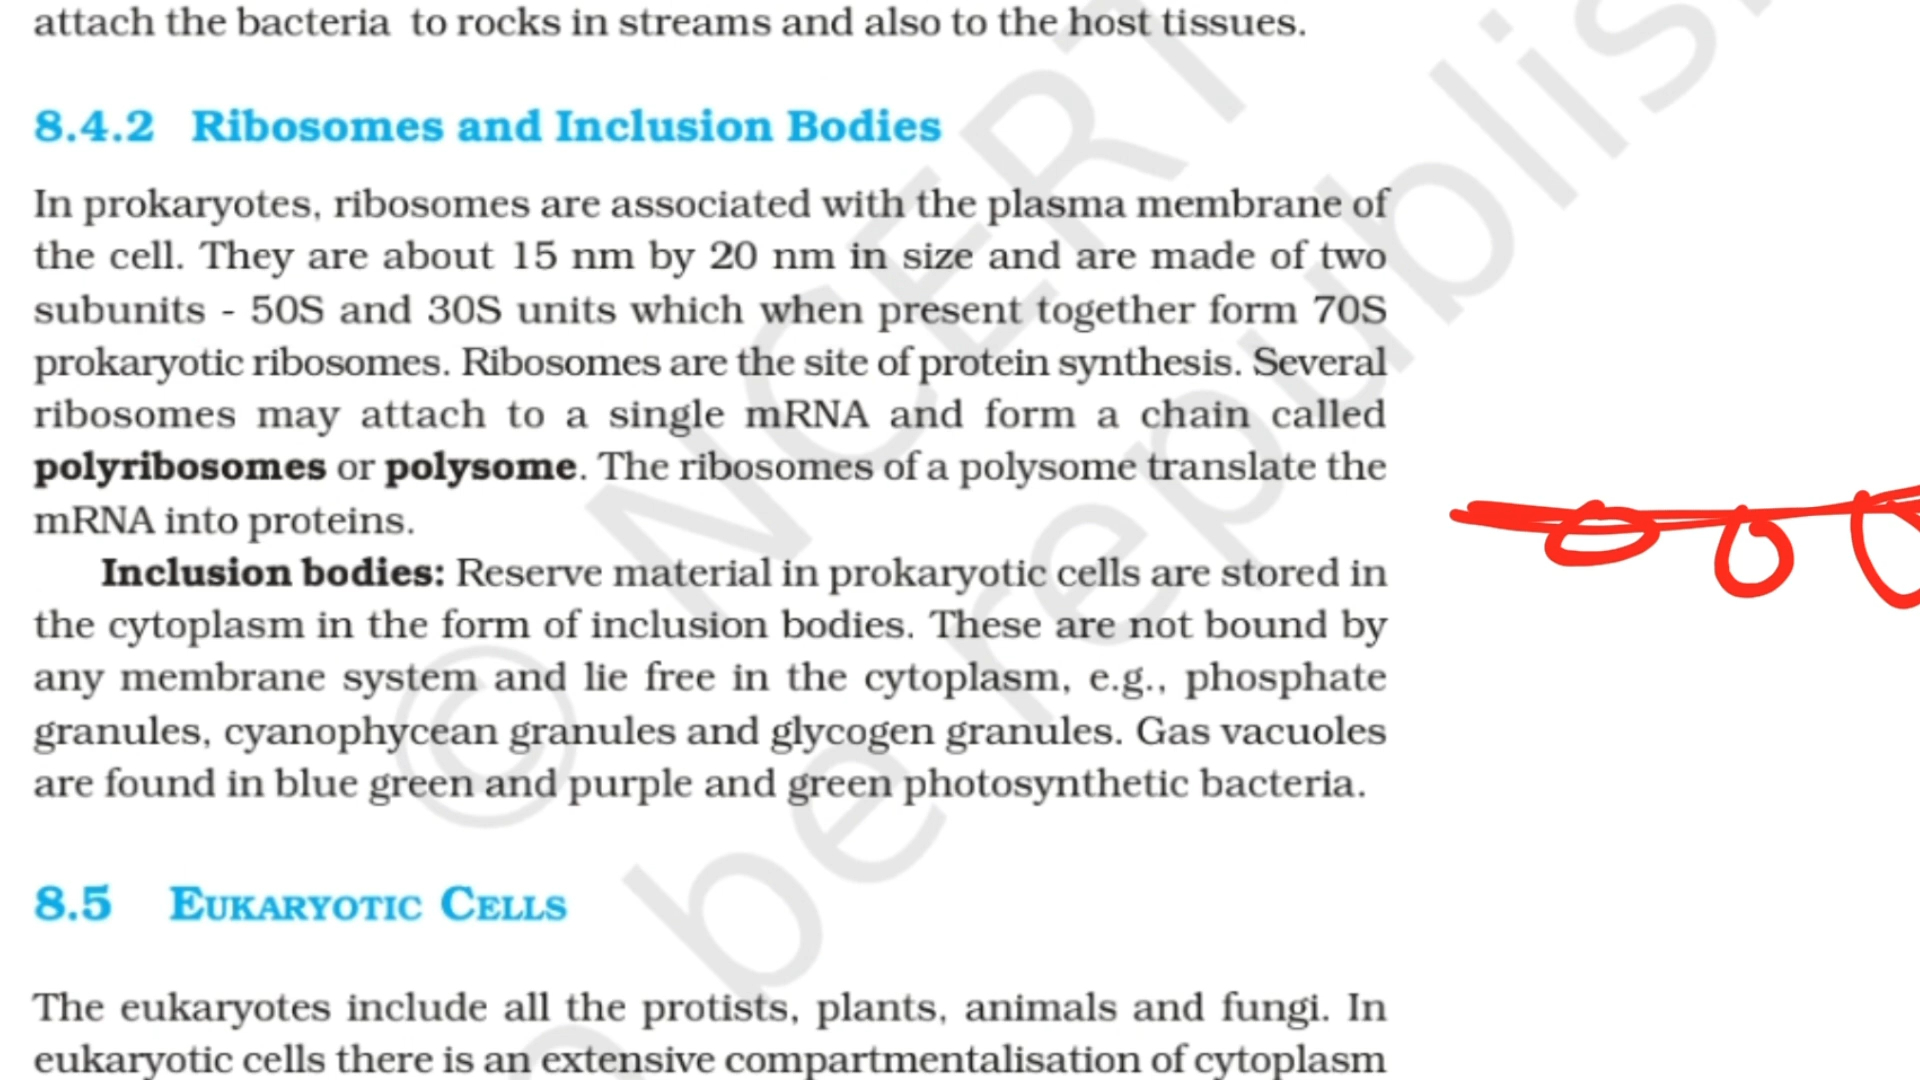 attach the bacteria to rocks in streams and also to the host tissues.
8.4.2 Ribosomes and Inclusion Bodies
In prokaryotes, ribosomes are associated with the plasma membrane of
the cell. They are about 15 nm by 20 nm in size and are made of two
subunits - 50S and 30S units which when present together form 70S
prokaryotic ribosomes. Ribosomes are the site of protein synthesis. Several
ribosomes may attach to a single mRNA and form a chain called
polyribosomes or polysome. The ribosomes of a polysome translate the
mRNA into proteins.
Inclusion bodies: Reserve material in prokaryotic cells are stored in
the cytoplasm in the form of inclusion bodies. These are not bound by
any membrane system and lie free in the cytoplasm, e.g., phosphate
granules, cyanophycean granules and glycogen granules. Gas vacuoles
are found in blue green and purple and green photosynthetic bacteria.
8.5 EUKARYOTIC CELLS
The eukaryotes include all the protists, plants, animals and fungi. In
eukaryotic cells there is an extensive compartmentalisation of cytoplasm
© NCERT
be republis